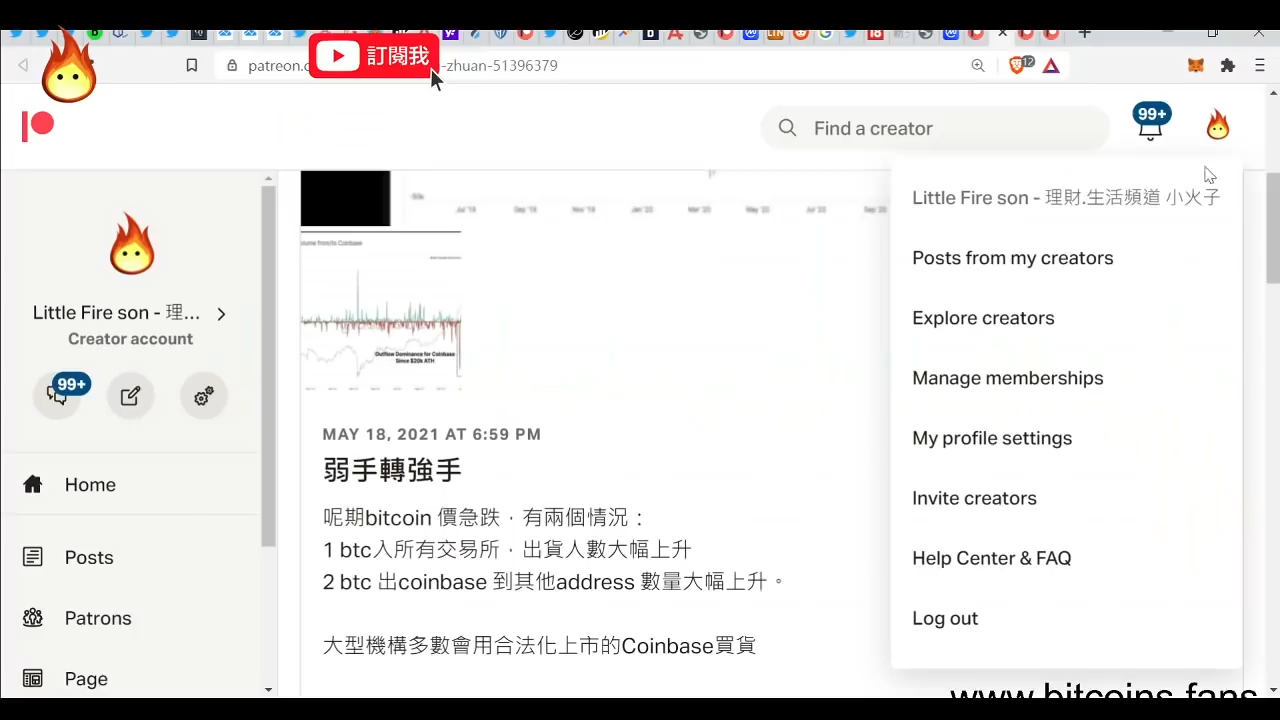 訂閱我
patreon.c
-zhuan-51396379
12
Find a creator
99+
Little Fire son - 理財.生活頻道 小火子
Posts from my creators
Explore creators
Manage memberships
My profile settings
Invite creators
Help Center & FAQ
Log out
Little Fire son - 理...
Creator account
99+
Home
Posts
Patrons
Page
Jul '19
Sep '19
Nov '19
Jan '20
Mar '20
May '20
Jul '20
Sep '20
Outflow Dominance for Coinbase
Since $20k ATH
MAY 18, 2021 AT 6:59 PM
弱手轉強手
呢期bitcoin 價急跌，有兩個情況：
1 btc入所有交易所，出貨人數大幅上升
2 btc 出coinbase 到其他address 數量大幅上升。
大型機構多數會用合法化上市的Coinbase買貨
www.bitcoins.fans